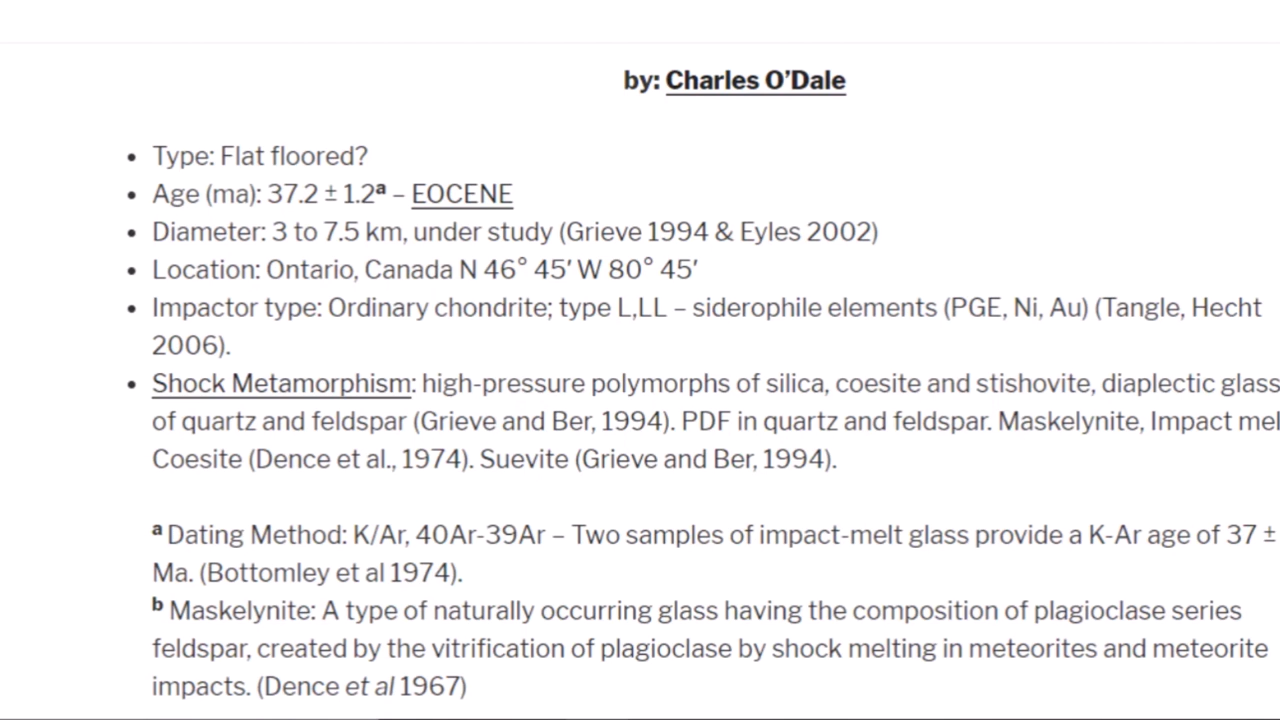 by: Charles O’Dale
• Type: Flat floored?
• Age (ma): 37.2 ± 1.2ᵃ – EOCENE
• Diameter: 3 to 7.5 km, under study (Grieve 1994 & Eyles 2002)
• Location: Ontario, Canada N 46° 45′ W 80° 45′
• Impactor type: Ordinary chondrite; type L,LL – siderophile elements (PGE, Ni, Au) (Tangle, Hecht
2006).
• Shock Metamorphism: high-pressure polymorphs of silica, coesite and stishovite, diaplectic glass
of quartz and feldspar (Grieve and Ber, 1994). PDF in quartz and feldspar. Maskelynite, Impact mel
Coesite (Dence et al., 1974). Suevite (Grieve and Ber, 1994).
ᵃ Dating Method: K/Ar, 40Ar-39Ar – Two samples of impact-melt glass provide a K-Ar age of 37 ±
Ma. (Bottomley et al 1974).
ᵇ Maskelynite: A type of naturally occurring glass having the composition of plagioclase series
feldspar, created by the vitrification of plagioclase by shock melting in meteorites and meteorite
impacts. (Dence et al 1967)